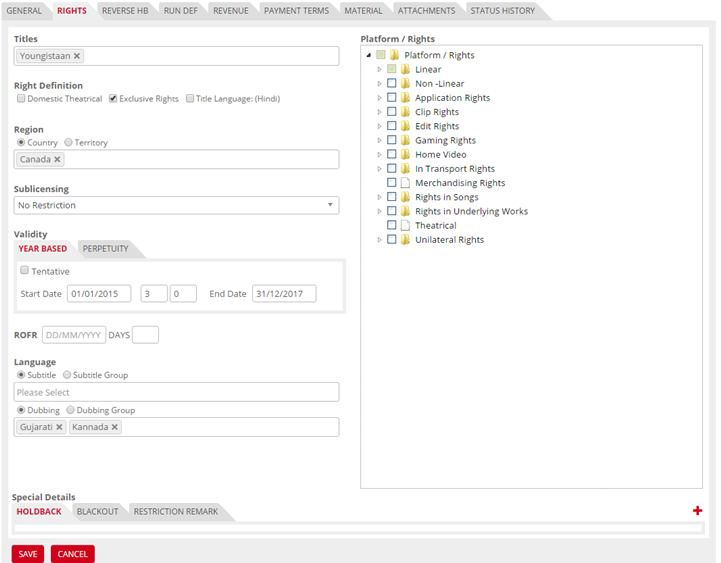 GENERAL RIGHTS REVERSE HB RUN DEF REVENUE PAYMENT TERMS MATERIAL ATTACHMENTS STATUS HISTORY
Titles
Youngistaan ×
Right Definition
Domestic Theatrical Exclusive Rights Title Language: (Hindi)
Region
Country Territory
Canada ×
Sublicensing
No Restriction
Validity
YEAR BASED PERPETUITY
Tentative
Start Date 01/01/2015 3 0 End Date 31/12/2017
ROFR DD/MM/YYYY DAYS
Language
Subtitle Subtitle Group
Please Select
Dubbing Dubbing Group
Gujarati × Kannada ×
Platform / Rights
Platform / Rights
Linear
Non -Linear
Application Rights
Clip Rights
Edit Rights
Gaming Rights
Home Video
In Transport Rights
Merchandising Rights
Rights in Songs
Rights in Underlying Works
Theatrical
Unilateral Rights
Special Details
HOLDBACK BLACKOUT RESTRICTION REMARK
SAVE CANCEL